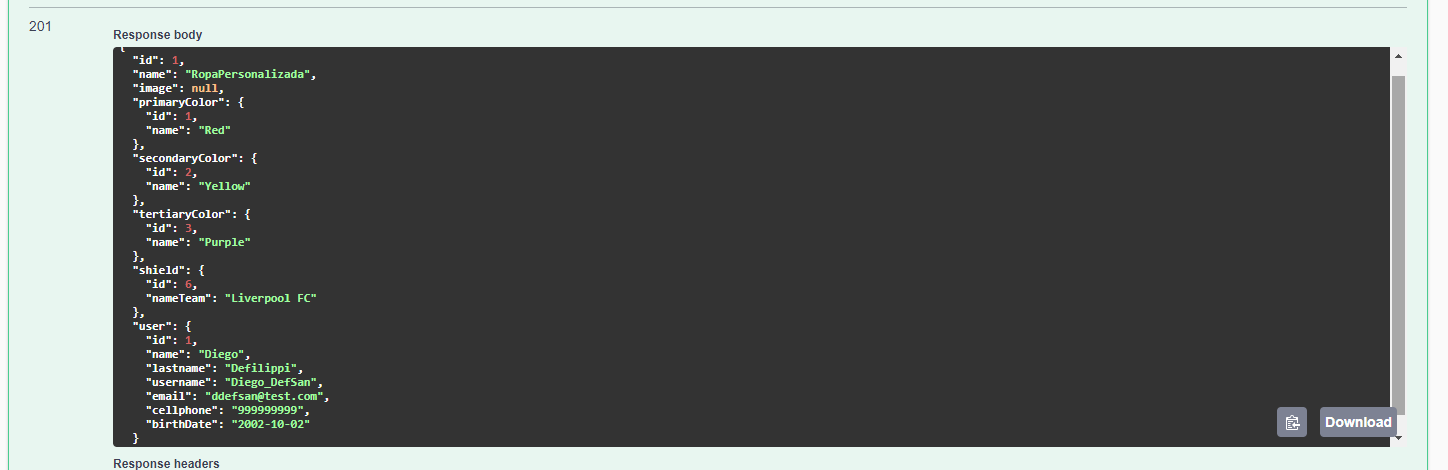 201
Response body
{
"id": 1,
"name": "RopaPersonalizada",
"image": null,
"primaryColor": {
"id": 1,
"name": "Red"
},
"secondaryColor": {
"id": 2,
"name": "Yellow"
},
"tertiaryColor": {
"id": 3,
"name": "Purple"
},
"shield": {
"id": 6,
"nameTeam": "Liverpool FC"
},
"user": {
"id": 1,
"name": "Diego",
"lastname": "Defilippi",
"username": "Diego_DefSan",
"email": "ddefsan@test.com",
"cellphone": "999999999",
"birthDate": "2002-10-02"
}
Download
Response headers